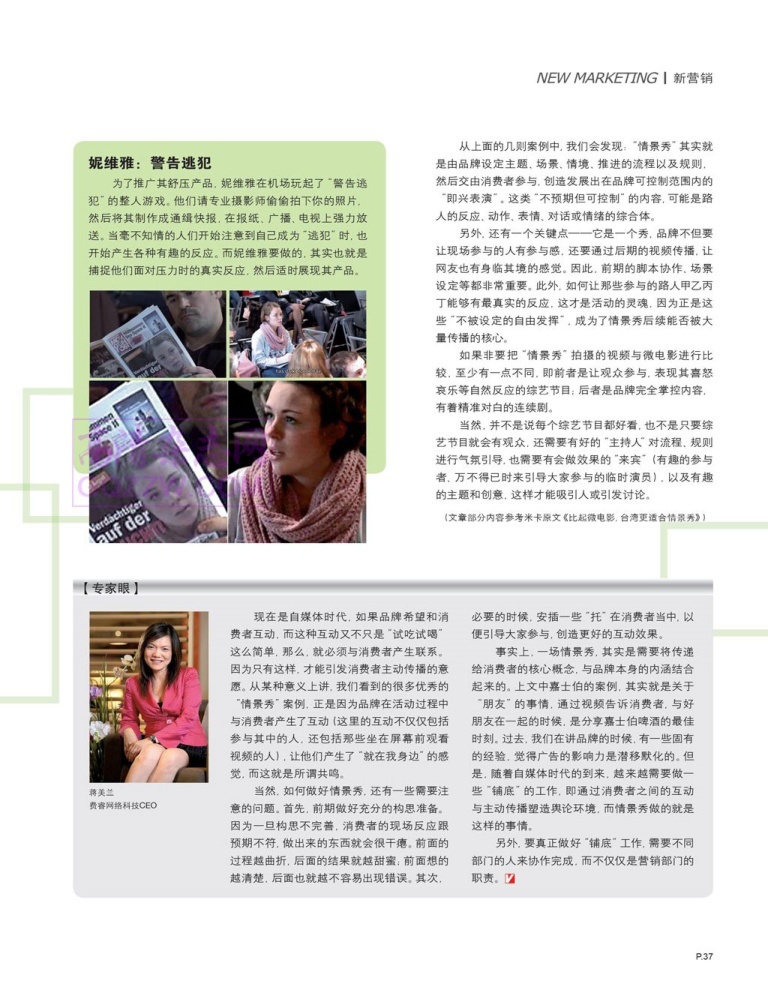 NEW MARKETING | 新营销
妮维雅：警告逃犯
为了推广其舒压产品，妮维雅在机场玩起了“警告逃
犯”的整人游戏。他们请专业摄影师偷偷拍下你的照片，
然后将其制作成通缉快报，在报纸、广播、电视上强力放
送。当毫不知情的人们开始注意到自己成为“逃犯”时，也
开始产生各种有趣的反应。而妮维雅要做的，其实也就是
捕捉他们面对压力时的真实反应，然后适时展现其产品。
mmen
Space 11
Verdächtiger
auf der
从上面的几则案例中，我们会发现：“情景秀”其实就
是由品牌设定主题、场景、情境、推进的流程以及规则，
然后交由消费者参与，创造发展出在品牌可控制范围内的
“即兴表演”。这类“不预期但可控制”的内容，可能是路
人的反应，动作、表情，对话或情绪的综合体。
另外，还有一个关键点——它是一个秀，品牌不但要
让现场参与的人有参与感，还要通过后期的视频传播，让
网友也有身临其境的感觉。因此，前期的脚本协作、场景
设定等都非常重要。此外，如何让那些参与的路人甲乙丙
丁能够有最真实的反应，这才是活动的灵魂，因为正是这
些“不被设定的自由发挥”，成为了情景秀后续能否被大
量传播的核心。
如果非要把“情景秀”拍摄的视频与微电影进行比
较，至少有一点不同，即前者是让观众参与，表现其喜怒
哀乐等自然反应的综艺节目；后者是品牌完全掌控内容，
有着精准对白的连续剧。
当然，并不是说每个综艺节目都好看，也不是只要综
艺节目就会有观众，还需要有好的“主持人”对流程，规则
进行气氛引导，也需要有会做效果的“来宾”（有趣的参与
者，万不得已时来引导大家参与的临时演员），以及有趣
的主题和创意，这样才能吸引人或引发讨论。
（文章部分内容参考米卡原文《比起微电影，台湾更适合情景秀》）
【专家眼】
蒋美兰
费睿网络科技CEO
现在是自媒体时代，如果品牌希望和消
费者互动，而这种互动又不只是“试吃试喝”
这么简单，那么，就必须与消费者产生联系。
因为只有这样，才能引发消费者主动传播的意
愿。从某种意义上讲，我们看到的很多优秀的
“情景秀”案例，正是因为品牌在活动过程中
与消费者产生了互动（这里的互动不仅仅包括
参与其中的人，还包括那些坐在屏幕前观看
视频的人），让他们产生了“就在我身边”的感
觉，而这就是所谓共鸣。
当然，如何做好情景秀，还有一些需要注
意的问题。首先，前期做好充分的构思准备。
因为一旦构思不完善，消费者的现场反应跟
预期不符，做出来的东西就会很干瘪。前面的
过程越曲折，后面的结果就越甜蜜；前面想的
越清楚，后面也就越不容易出现错误。其次，
必要的时候，安插一些“托”在消费者当中，以
便引导大家参与，创造更好的互动效果。
事实上，一场情景秀，其实是需要将传递
给消费者的核心概念，与品牌本身的内涵结合
起来的。上文中嘉士伯的案例，其实就是关于
“朋友”的事情，通过视频告诉消费者，与好
朋友在一起的时候，是分享嘉士伯啤酒的最佳
时刻。过去，我们在讲品牌的时候，有一些固有
的经验，觉得广告的影响力是潜移默化的。但
是，随着自媒体时代的到来，越来越需要做一
些“铺底”的工作，即通过消费者之间的互动
与主动传播塑造舆论环境，而情景秀做的就是
这样的事情。
另外，要真正做好“铺底”工作，需要不同
部门的人来协作完成，而不仅仅是营销部门的
职责。
P.37